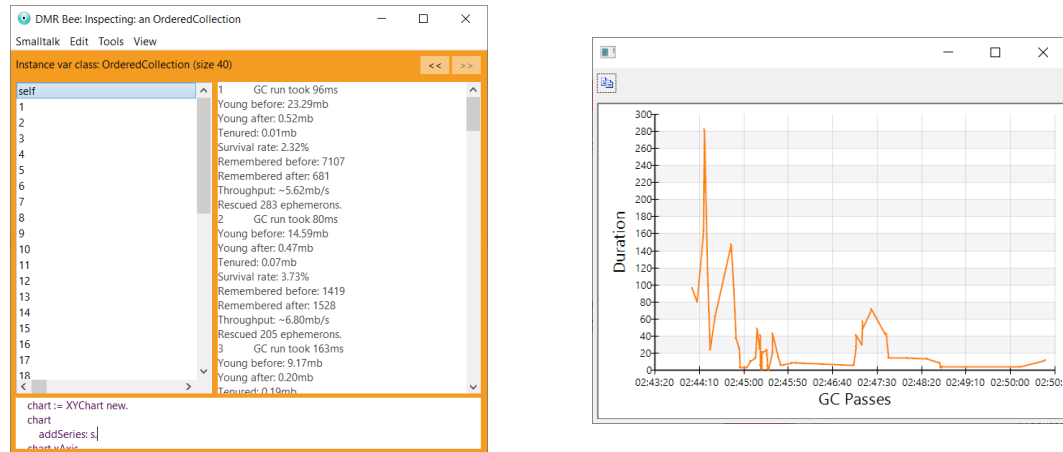 DMR Bee: Inspecting: an OrderedCollection
Smalltalk Edit Tools View
Instance var class: OrderedCollection (size 40)
<< >>
self
1
2
3
4
5
6
7
8
9
10
11
12
13
14
15
16
17
18
1 GC run took 96ms
Young before: 23.29mb
Young after: 0.52mb
Tenured: 0.01mb
Survival rate: 2.32%
Remembered before: 7107
Remembered after: 681
Throughput: ~5.62mb/s
Rescued 283 ephemerons.
2 GC run took 80ms
Young before: 14.59mb
Young after: 0.47mb
Tenured: 0.07mb
Survival rate: 3.73%
Remembered before: 1419
Remembered after: 1528
Throughput: ~6.80mb/s
Rescued 205 ephemerons.
3 GC run took 163ms
Young before: 9.17mb
Young after: 0.20mb
Tenured: 0.19mb
chart := XYChart new.
chart
addSeries: s.
chart xAxis
300
280
260
240
220
200
180
160
140
120
100
80
60
40
20
0
Duration
02:43:20 02:44:10 02:45:00 02:45:50 02:46:40 02:47:30 02:48:20 02:49:10 02:50:00 02:50:
GC Passes